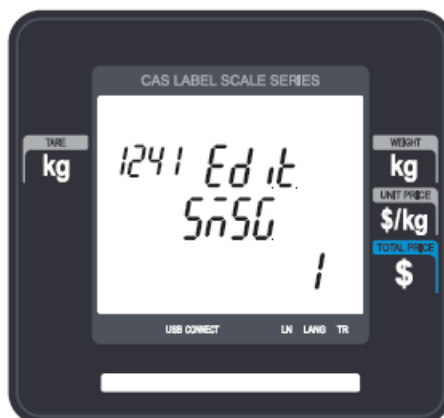 CAS LABEL SCALE SERIES
TARE
kg
1241 Edit
SmSG
1
WEIGHT
kg
UNIT PRICE
$/kg
TOTAL PRICE
$
USB CONNECT LN LANG TR